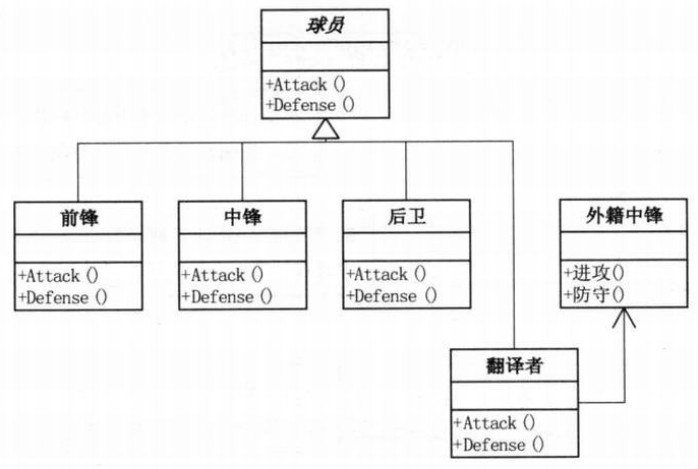 球员
+Attack()
+Defense()
前锋
+Attack()
+Defense()
中锋
+Attack()
+Defense()
后卫
+Attack()
+Defense()
外籍中锋
+进攻()
+防守()
翻译者
+Attack()
+Defense()